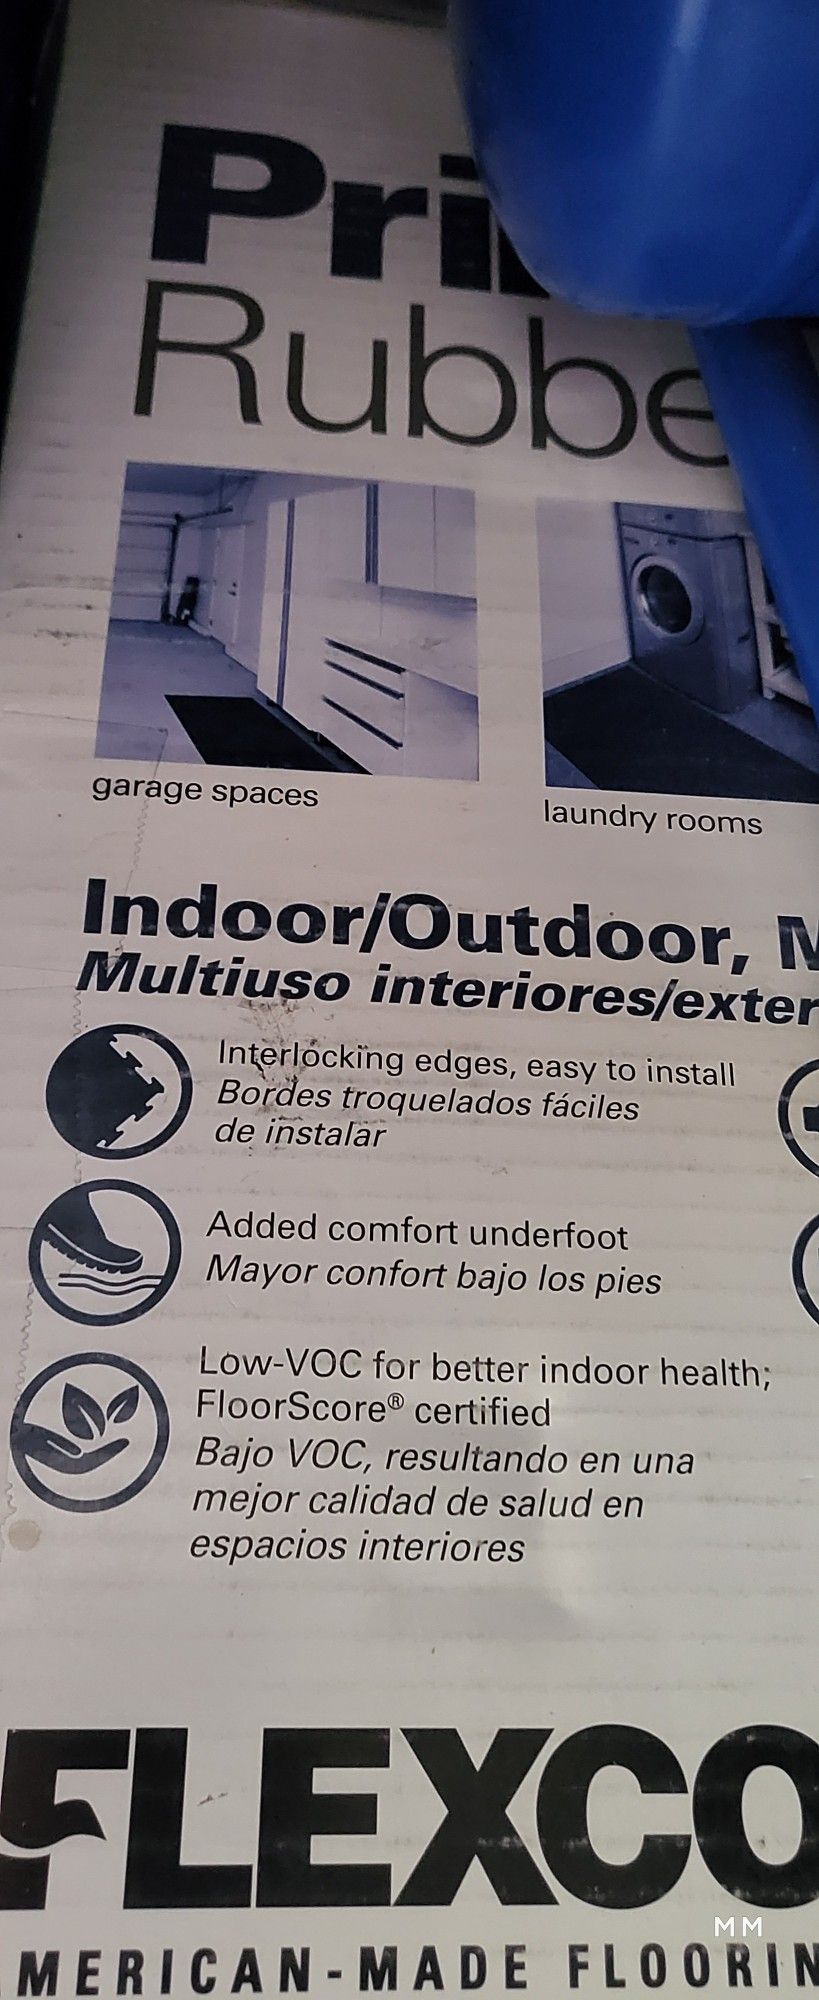 Pri
Rubbe
garage spaces
laundry rooms
Indoor/Outdoor, M
Multiuso interiores/exter
Interlocking edges, easy to install
Bordes troquelados fáciles
de instalar
Added comfort underfoot
Mayor confort bajo los pies
Low-VOC for better indoor health;
FloorScore® certified
Bajo VOC, resultando en una
mejor calidad de salud en
espacios interiores
FLEXCO
MERICAN-MADE FLOORIN
MM